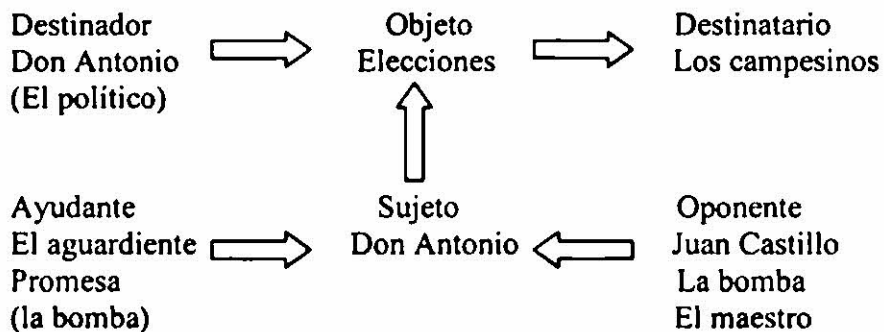 Destinador
Don Antonio
(El político)
Objeto
Elecciones
Destinatario
Los campesinos
Ayudante
El aguardiente
Promesa
(la bomba)
Sujeto
Don Antonio
Oponente
Juan Castillo
La bomba
El maestro